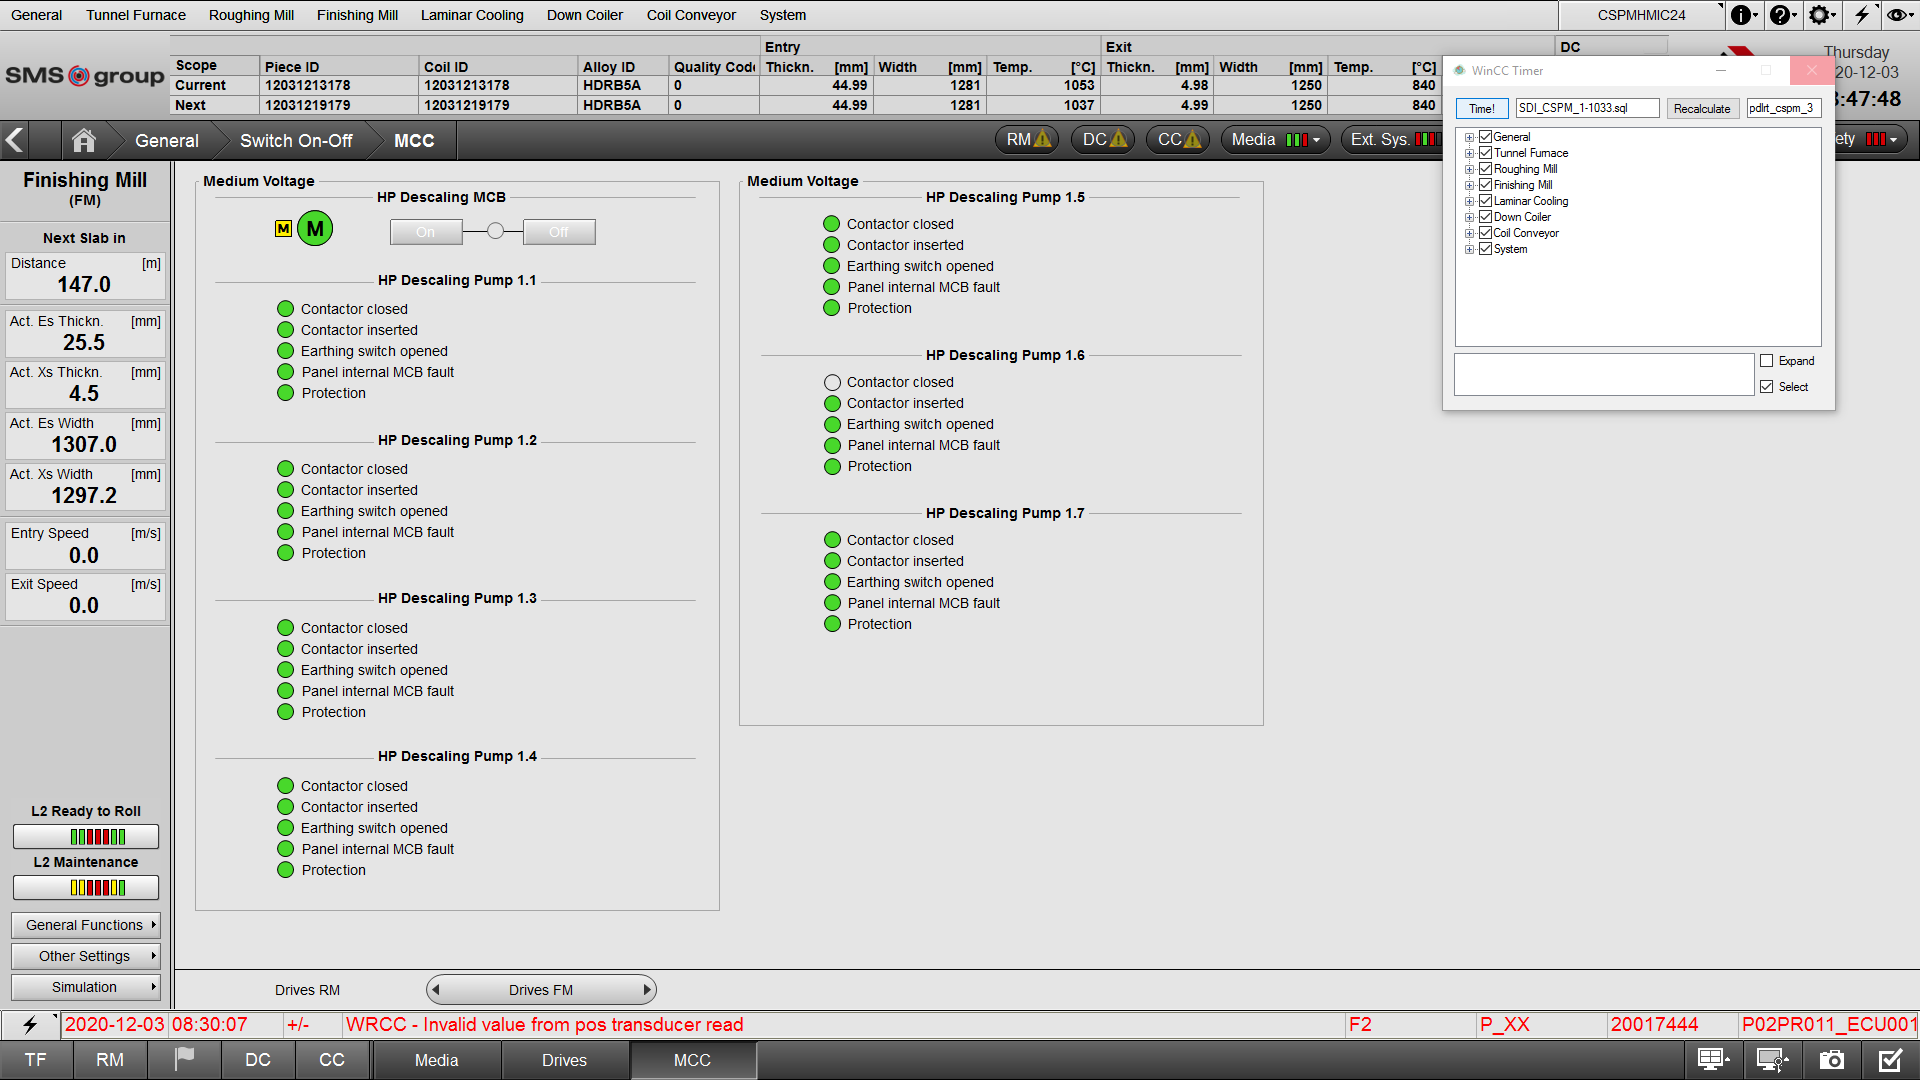 General Tunnel Furnace Roughing Mill Finishing Mill Laminar Cooling Down Coiler Coil Conveyor System CSPMHMIC24
SMS group
Entry Exit DC
Scope Piece ID Coil ID Alloy ID Quality Code Thickn. [mm] Width [mm] Temp. [°C] Thickn. [mm] Width [mm] Temp. [°C]
Current 12031213178 12031213178 HDRB5A 0 44.99 1281 1053 4.98 1250 840
Next 12031219179 12031219179 HDRB5A 0 44.99 1281 1037 4.99 1250 840
Thursday
20-12-03
:47:48
General Switch On-Off MCC RM DC CC Media Ext. Sys. ety
WinCC Timer
Time! SDI_CSPM_1-1033.sql Recalculate pdlrt_cspm_3
General
Tunnel Furnace
Roughing Mill
Finishing Mill
Laminar Cooling
Down Coiler
Coil Conveyor
System
Expand
Select
Finishing Mill
(FM)
Next Slab in
Distance [m]
147.0
Act. Es Thickn. [mm]
25.5
Act. Xs Thickn. [mm]
4.5
Act. Es Width [mm]
1307.0
Act. Xs Width [mm]
1297.2
Entry Speed [m/s]
0.0
Exit Speed [m/s]
0.0
L2 Ready to Roll
L2 Maintenance
General Functions
Other Settings
Simulation
Medium Voltage
HP Descaling MCB
M M On Off
HP Descaling Pump 1.1
Contactor closed
Contactor inserted
Earthing switch opened
Panel internal MCB fault
Protection
HP Descaling Pump 1.2
Contactor closed
Contactor inserted
Earthing switch opened
Panel internal MCB fault
Protection
HP Descaling Pump 1.3
Contactor closed
Contactor inserted
Earthing switch opened
Panel internal MCB fault
Protection
HP Descaling Pump 1.4
Contactor closed
Contactor inserted
Earthing switch opened
Panel internal MCB fault
Protection
Medium Voltage
HP Descaling Pump 1.5
Contactor closed
Contactor inserted
Earthing switch opened
Panel internal MCB fault
Protection
HP Descaling Pump 1.6
Contactor closed
Contactor inserted
Earthing switch opened
Panel internal MCB fault
Protection
HP Descaling Pump 1.7
Contactor closed
Contactor inserted
Earthing switch opened
Panel internal MCB fault
Protection
Drives RM Drives FM
2020-12-03 08:30:07 +/- WRCC - Invalid value from pos transducer read F2 P_XX 20017444 P02PR011_ECU001
TF RM DC CC Media Drives MCC